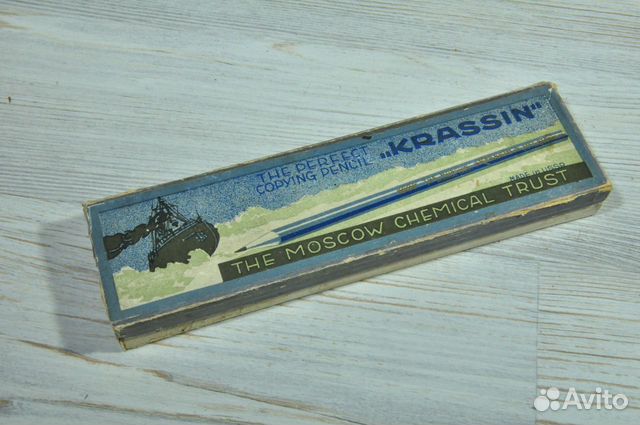 THE PERFECT
COPYING PENCIL
„KRASSIN"
MADE IN USSR
THE MOSCOW CHEMICAL TRUST
Avito